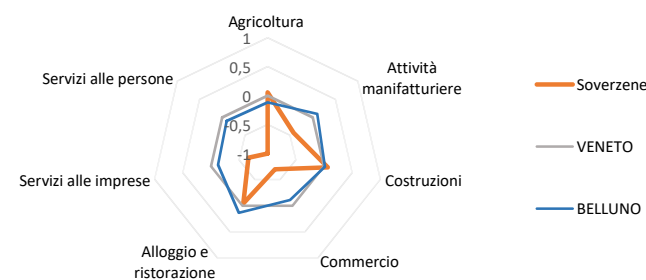 Agricoltura
1
0,5
0
-0,5
-1
Attività
manifatturiere
Costruzioni
Commercio
Alloggio e
ristorazione
Servizi alle imprese
Servizi alle persone
Soverzene
VENETO
BELLUNO